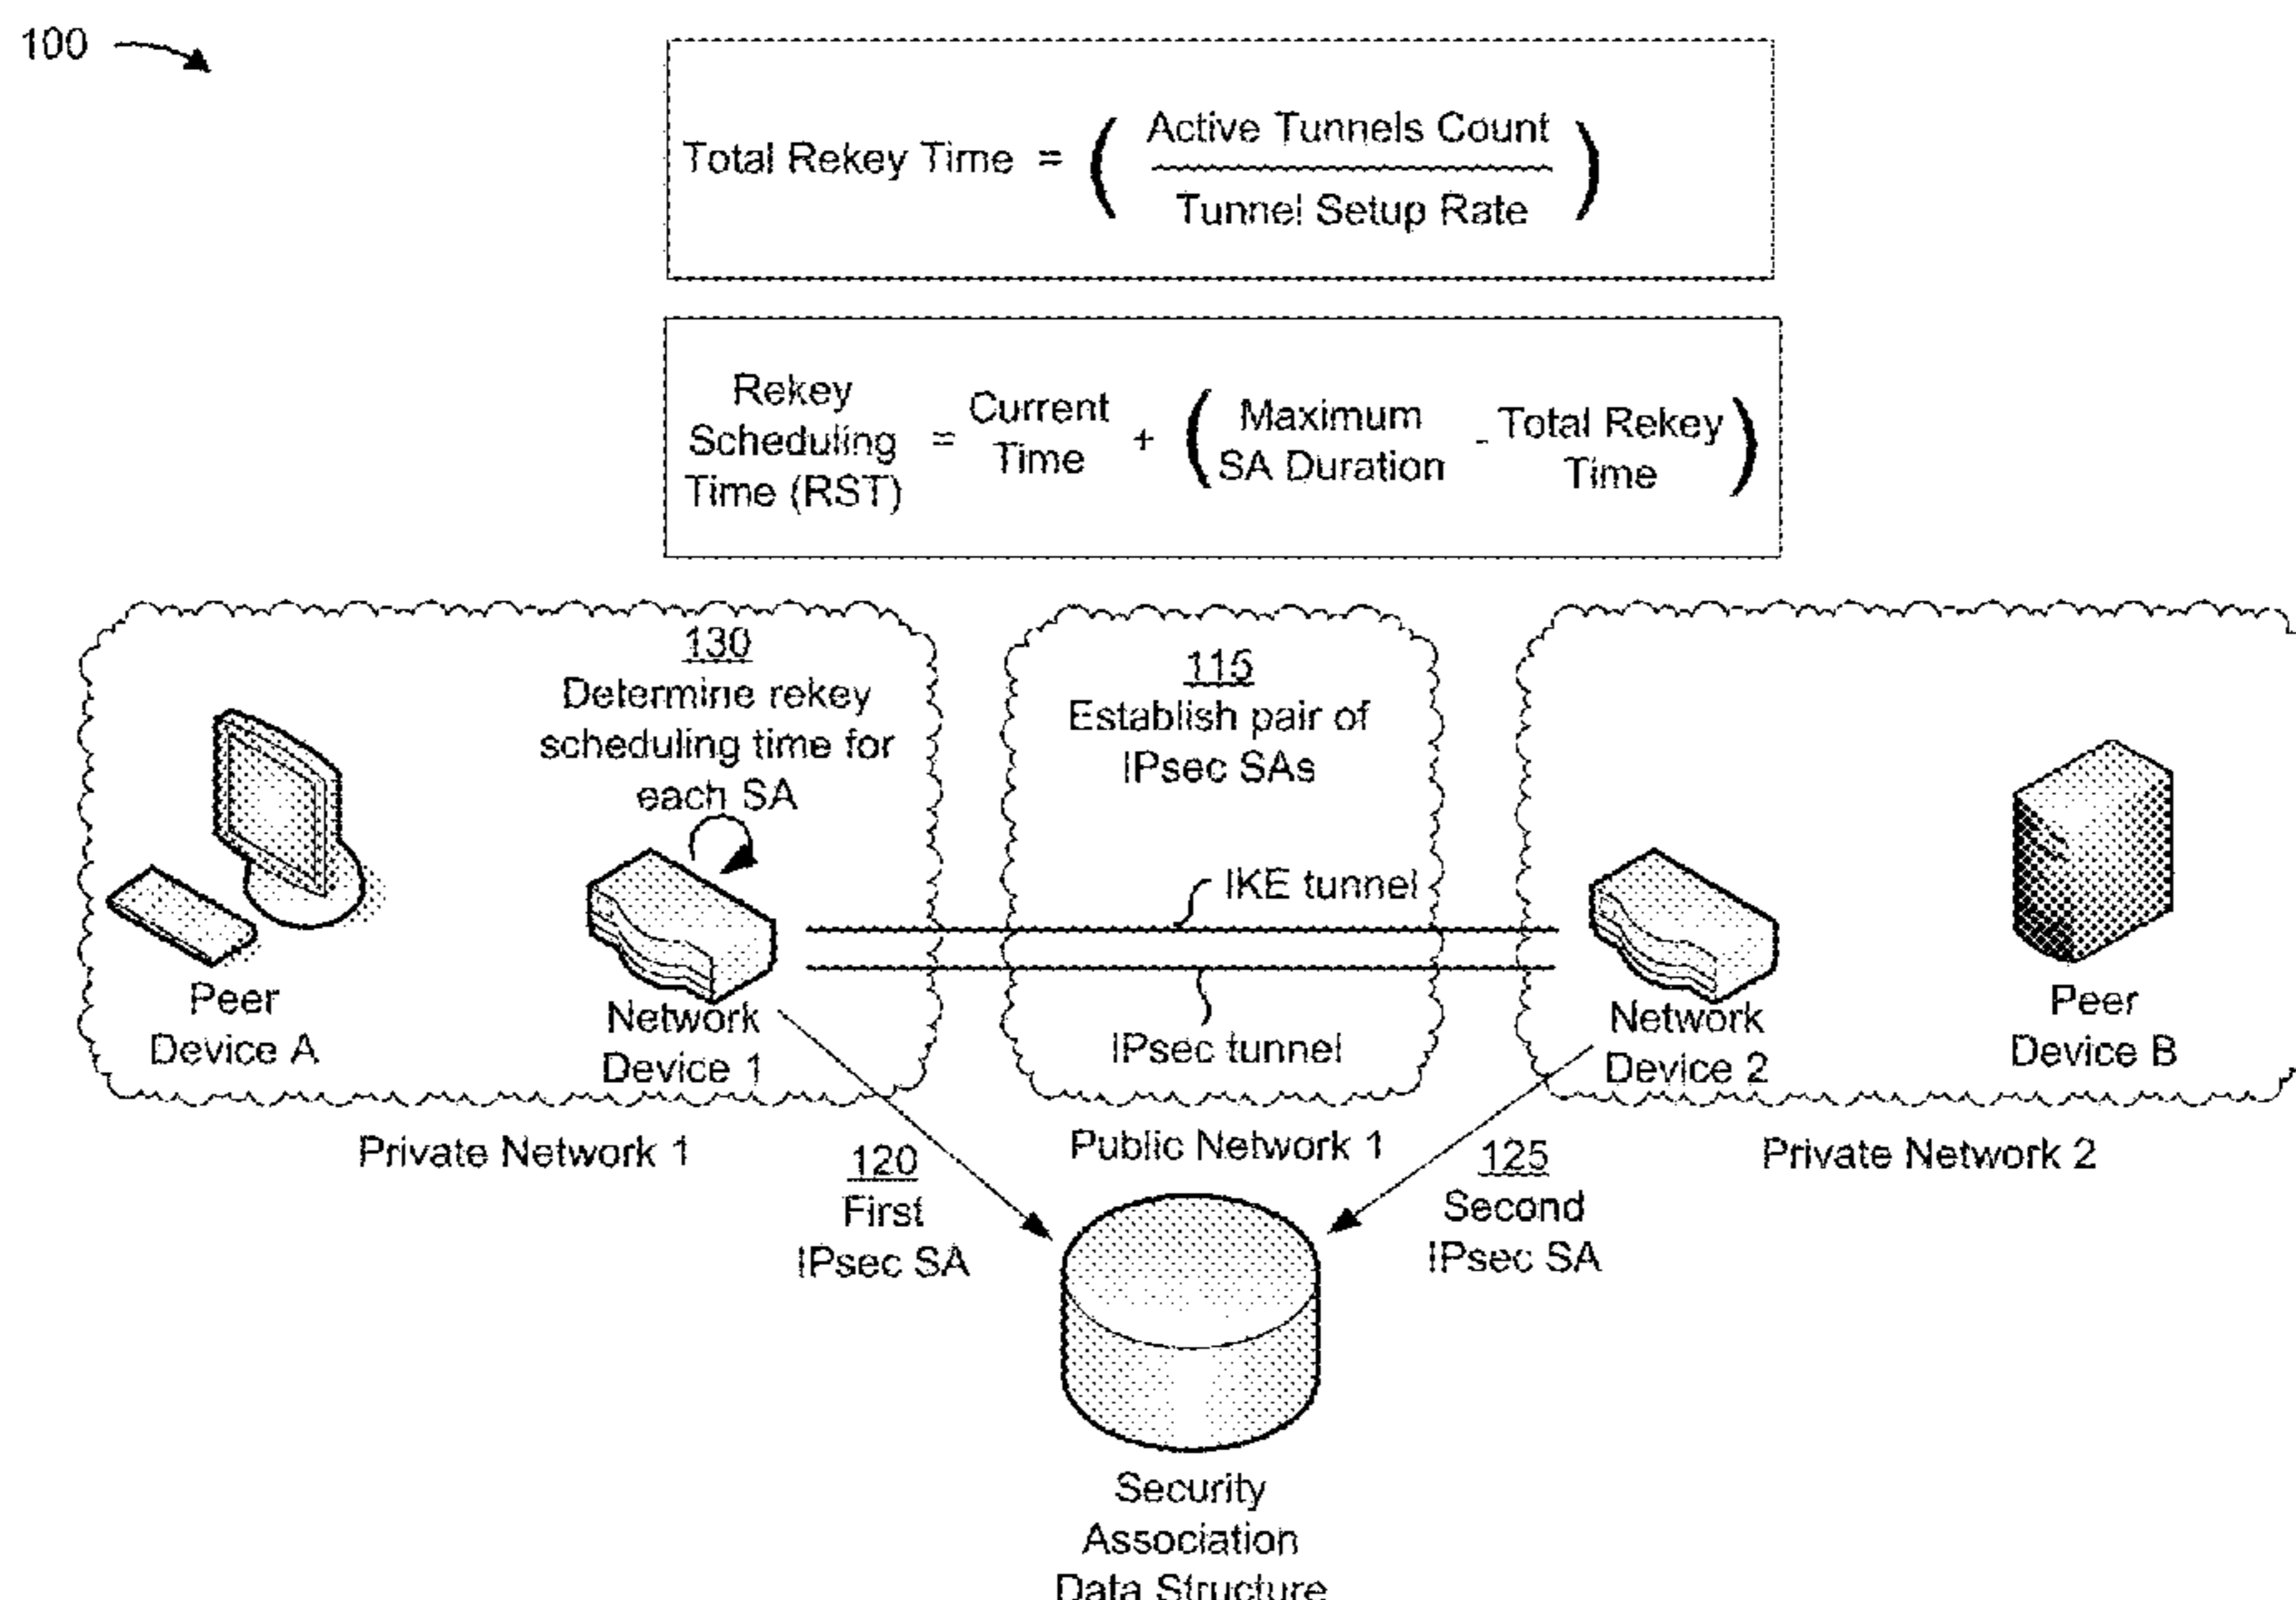 100
Total Rekey Time = ( Active Tunnels Count
Tunnel Setup Rate )
Rekey
Scheduling
Time (RST)
=
Current
Time
+
(
Maximum
SA Duration
-
Total Rekey
Time
)
130
Determine rekey
scheduling time for
each SA
115
Establish pair of
IPsec SAs
IKE tunnel
IPsec tunnel
Peer
Device A
Network
Device 1
Network
Device 2
Peer
Device B
Private Network 1
Public Network 1
Private Network 2
120
First
IPsec SA
125
Second
IPsec SA
Security
Association
Data Structure